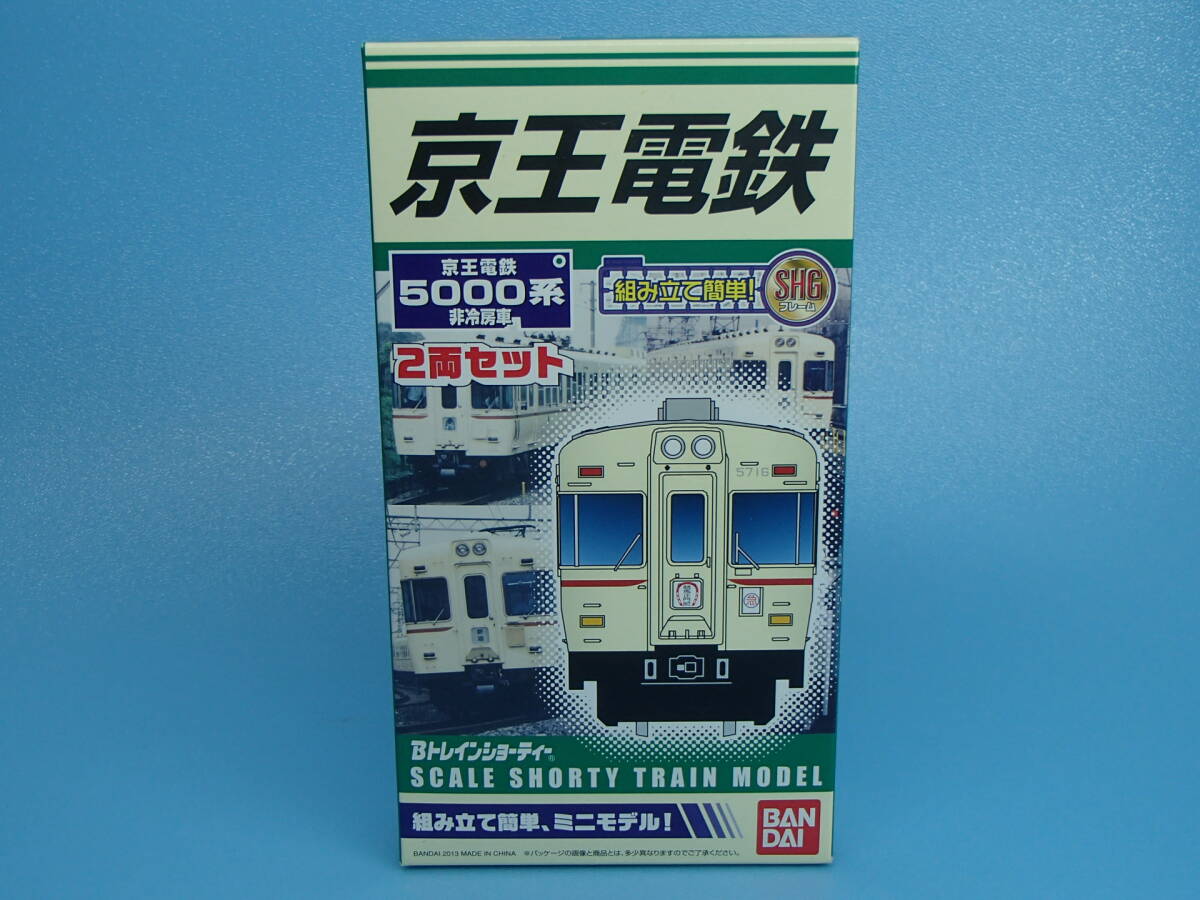 京王電鉄
京王電鉄
5000系
非冷房車
組み立て簡単!
SHG
フレーム
2両セット
5716
急
Bトレインショーティー®
SCALE SHORTY TRAIN MODEL
組み立て簡単、ミニモデル!
BAN
DAI
BANDAI 2013 MADE IN CHINA ※パッケージの画像と商品とは、多少異なりますのでご了承ください。